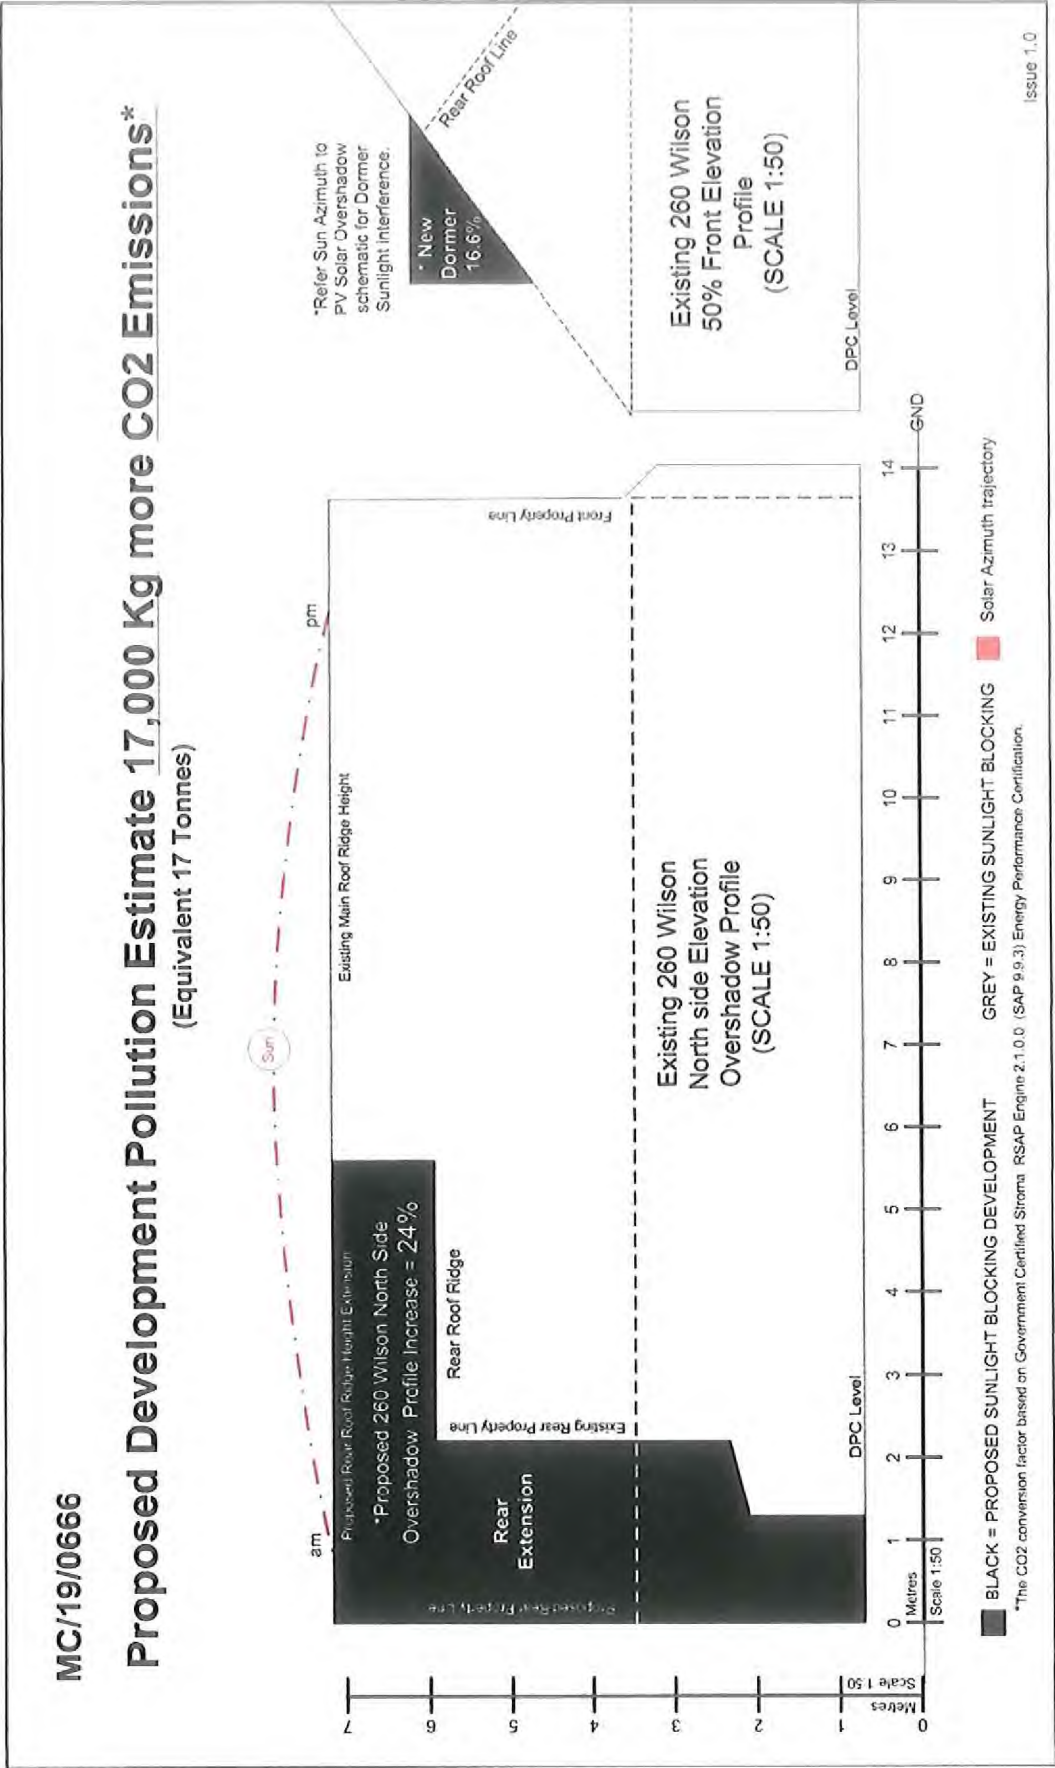 MC/19/0666
Proposed Development Pollution Estimate 17,000 Kg more CO2 Emissions*
(Equivalent 17 Tonnes)
Sun
am
pm
Proposed Rear Roof Ridge Height Extension
Existing Main Roof Ridge Height
*Proposed 260 Wilson North Side
Overshadow Profile Increase = 24%
Rear Roof Ridge
Existing Rear Property Line
Rear
Extension
Proposed Rear Property Line
Front Property Line
Existing 260 Wilson
North side Elevation
Overshadow Profile
(SCALE 1:50)
DPC Level
*Refer Sun Azimuth to
PV Solar Overshadow
schematic for Dormer
Sunlight Interference.
* New
Dormer
16.6%
Rear Roof Line
Existing 260 Wilson
50% Front Elevation
Profile
(SCALE 1:50)
DPC Level
7
6
5
4
3
2
1
0
Metres
Scale 1:50
0 1 2 3 4 5 6 7 8 9 10 11 12 13 14
GND
Metres
Scale 1:50
BLACK = PROPOSED SUNLIGHT BLOCKING DEVELOPMENT
GREY = EXISTING SUNLIGHT BLOCKING
Solar Azimuth trajectory
*The CO2 conversion factor based on Government Certified Stroma RSAP Engine 2.1.0.0 (SAP 9.9.3) Energy Performance Certification.
Issue 1.0